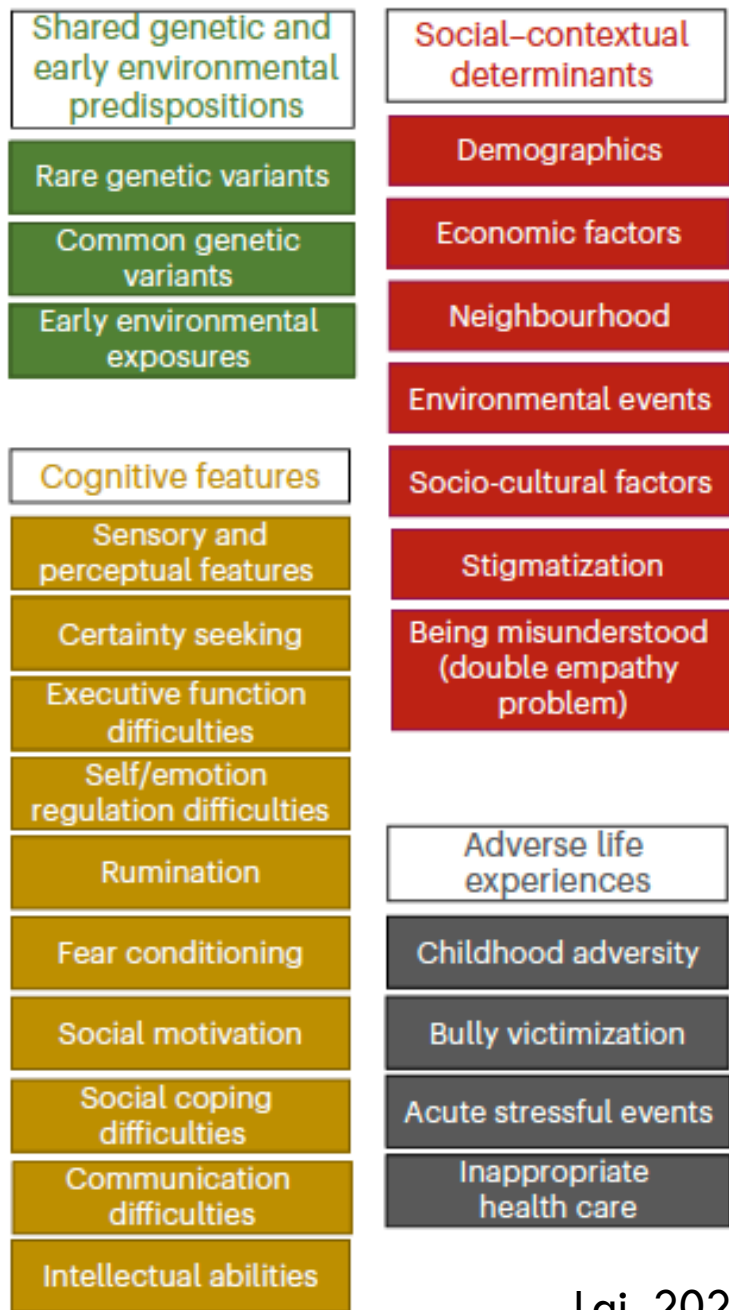 Shared genetic and
early environmental
predispositions
Rare genetic variants
Common genetic
variants
Early environmental
exposures
Cognitive features
Sensory and
perceptual features
Certainty seeking
Executive function
difficulties
Self/emotion
regulation difficulties
Rumination
Fear conditioning
Social motivation
Social coping
difficulties
Communication
difficulties
Intellectual abilities
Social–contextual
determinants
Demographics
Economic factors
Neighbourhood
Environmental events
Socio-cultural factors
Stigmatization
Being misunderstood
(double empathy
problem)
Adverse life
experiences
Childhood adversity
Bully victimization
Acute stressful events
Inappropriate
health care